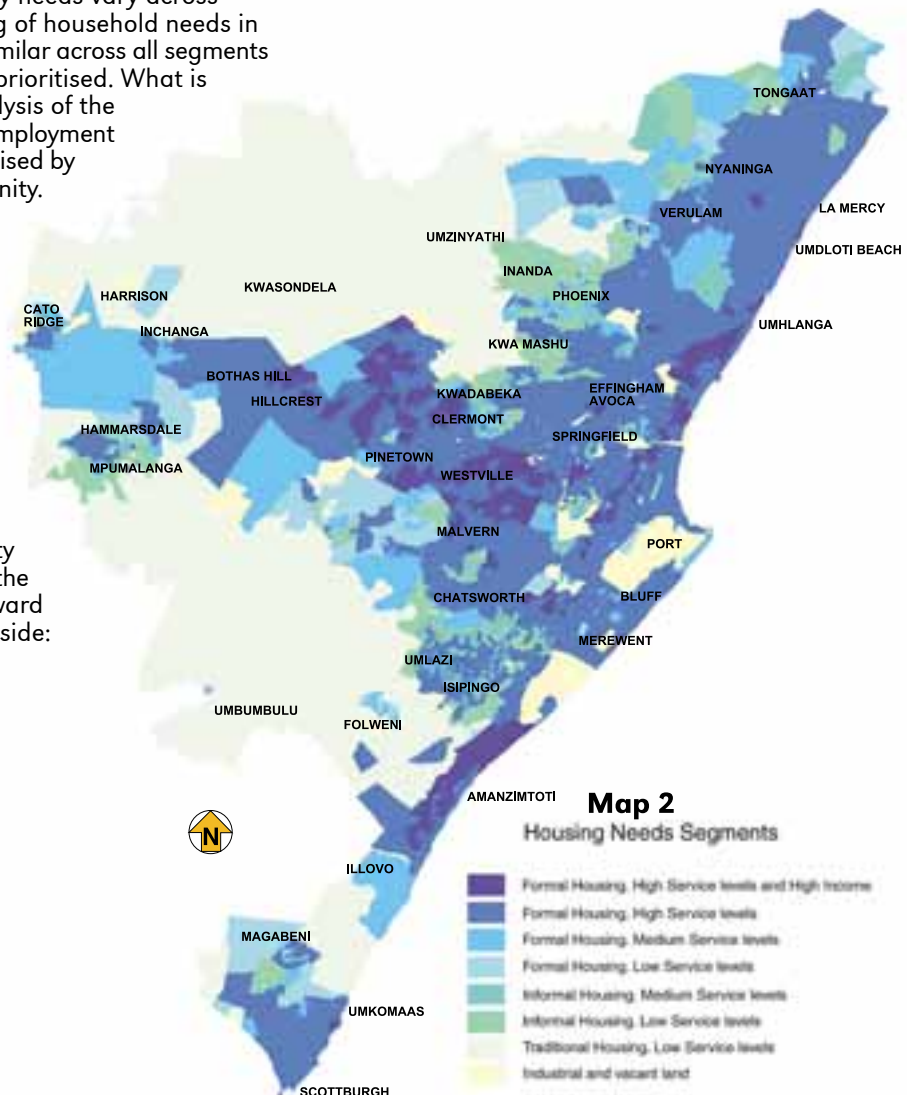 y needs vary across
g of household needs in
milar across all segments
prioritised. What is
lysis of the
mployment
ised by
nity.
TONGAAT
NYANINGA
VERULAM
LA MERCY
UMZINYATHI
UMDLOTI BEACH
INANDA
KWASONDELA
HARRISON
PHOENIX
CATO
RIDGE
UMHLANGA
INCHANGA
KWA MASHU
BOTHAS HILL
EFFINGHAM
AVOCA
KWADABEKA
HILLCREST
CLERMONT
HAMMARSDALE
SPRINGFIELD
PINETOWN
MPUMALANGA
WESTVILLE
MALVERN
ty
the
vard
side:
PORT
CHATSWORTH
BLUFF
MEREWENT
UMLAZI
ISIPINGO
UMBUMBULU
FOLWENI
AMANZIMTOTI
Map 2
Housing Needs Segments
N
ILLOVO
Formal Housing. High Service levels and High Income
Formal Housing. High Service levels
Formal Housing. Medium Service levels
Formal Housing. Low Service levels
Informal Housing. Medium Service levels
Informal Housing. Low Service levels
Traditional Housing. Low Service levels
Industrial and vacant land
MAGABENI
UMKOMAAS
SCOTTBURGH